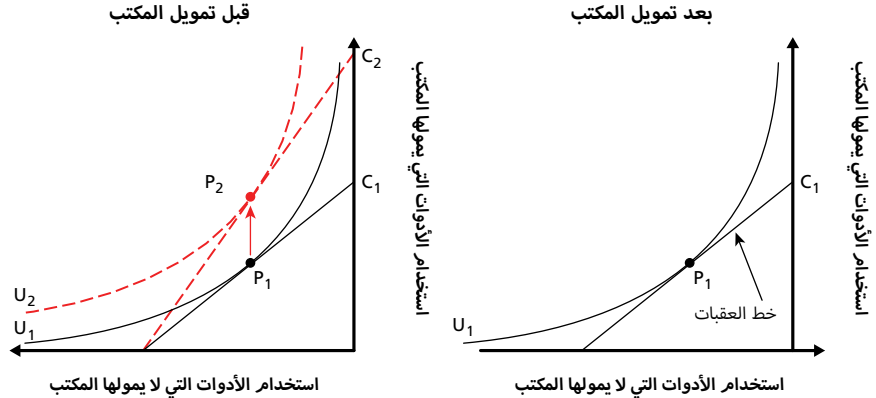 بعد تمويل المكتب
استخدام الأدوات التي يمولها المكتب
C1
P1
خط العقبات
U1
استخدام الأدوات التي لا يمولها المكتب
قبل تمويل المكتب
استخدام الأدوات التي يمولها المكتب
C2
C1
P2
P1
U2
U1
استخدام الأدوات التي لا يمولها المكتب